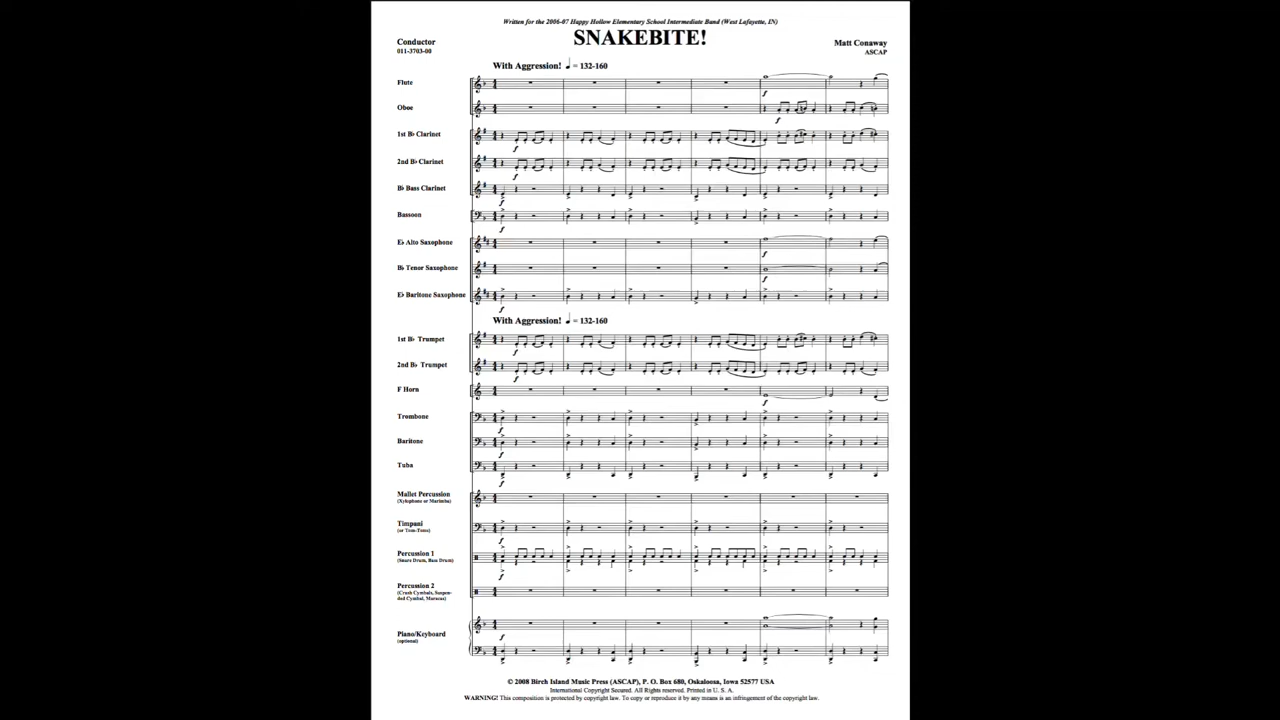 Written for the 2006-07 Happy Hollow Elementary School Intermediate Band (West Lafayette, IN)
SNAKEBITE!
Conductor
011-3703-00
Matt Conaway
ASCAP
With Aggression! ♩ = 132-160
Flute
f
Oboe
f
1st B♭ Clarinet
f
2nd B♭ Clarinet
f
B♭ Bass Clarinet
f
Bassoon
f
E♭ Alto Saxophone
f
B♭ Tenor Saxophone
f
E♭ Baritone Saxophone
f
With Aggression! ♩ = 132-160
1st B♭ Trumpet
f
2nd B♭ Trumpet
f
F Horn
f
Trombone
f
Baritone
f
Tuba
f
Mallet Percussion
(Xylophone or Marimba)
Timpani
(or Tom-Toms)
f
Percussion 1
(Snare Drum, Bass Drum)
f
Percussion 2
(Crash Cymbals, Suspen-
ded Cymbal, Maracas)
Piano/Keyboard
(optional)
f
© 2008 Birch Island Music Press (ASCAP), P. O. Box 680, Oskaloosa, Iowa 52577 USA
International Copyright Secured. All Rights reserved. Printed in U. S. A.
WARNING! This composition is protected by copyright law. To copy or reproduce it by any means is an infringement of the copyright law.